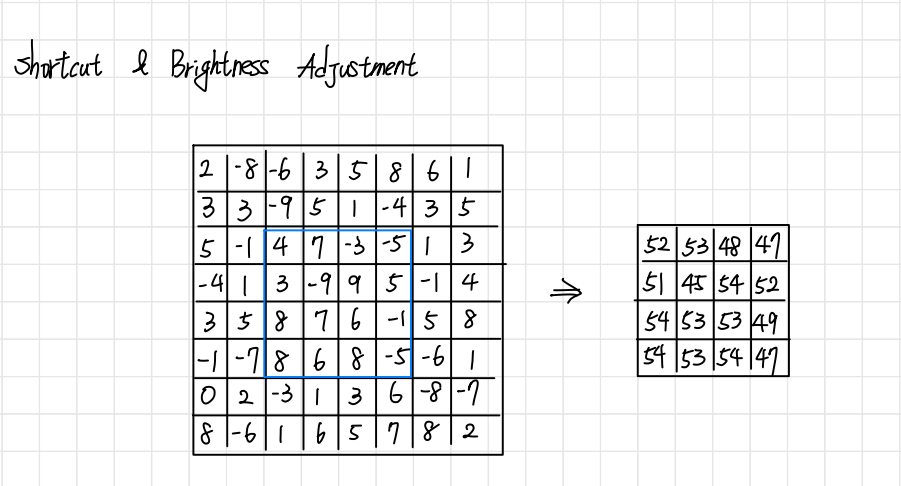 Shortcut & Brightness Adjustment
2 -8 -6 3 5 8 6 1
3 3 -9 5 1 -4 3 5
5 -1 4 7 -3 -5 1 3
-4 1 3 -9 9 5 -1 4
3 5 8 7 6 -1 5 8
-1 -7 8 6 8 -5 -6 1
0 2 -3 1 3 6 -8 -7
8 -6 1 6 5 7 8 2
⇒
52 53 48 47
51 45 54 52
54 53 53 49
54 53 54 47